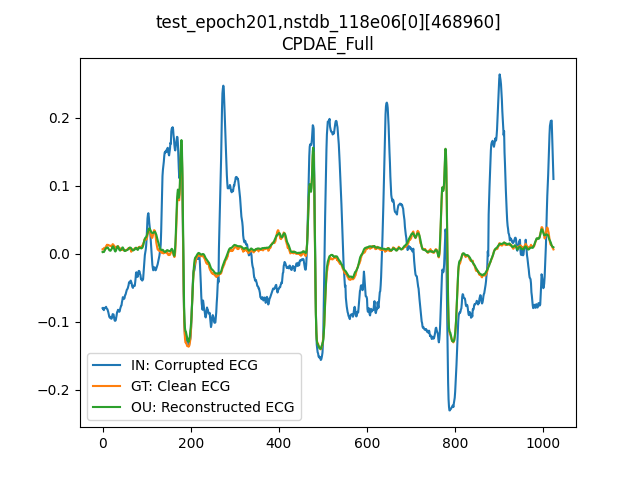 test_epoch201,nstdb_118e06[0][468960]
CPDAE_Full
0.2
0.1
0.0
−0.1
−0.2
IN: Corrupted ECG
GT: Clean ECG
OU: Reconstructed ECG
0 200 400 600 800 1000